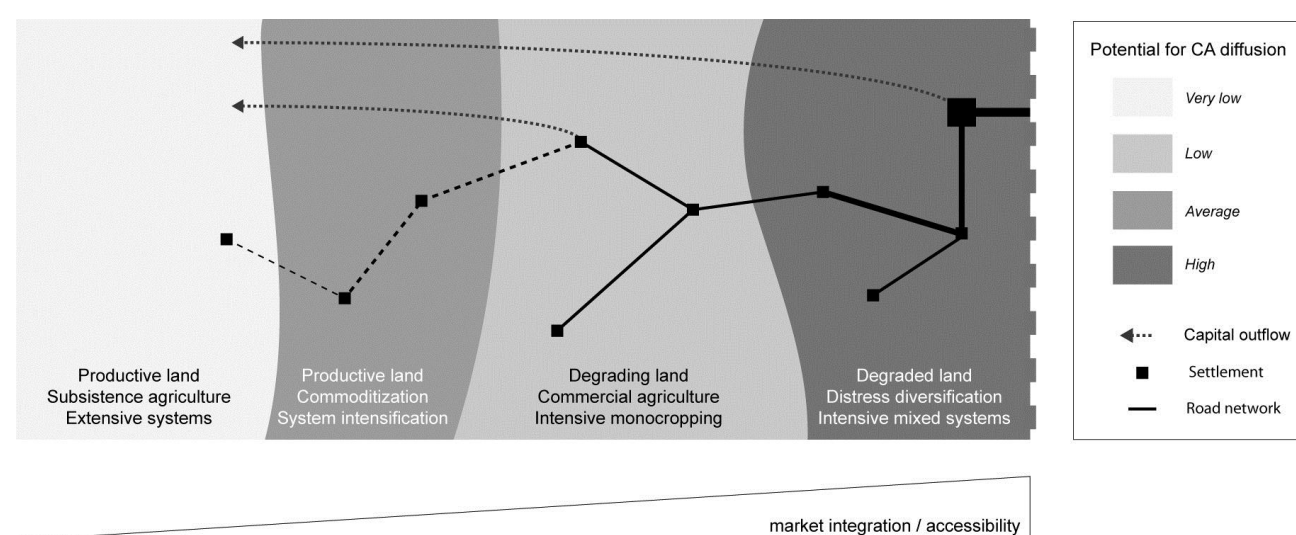 Potential for CA diffusion
Very low
Low
Average
High
Capital outflow
Settlement
Road network
Productive land
Subsistence agriculture
Extensive systems
Productive land
Commoditization
System intensification
Degrading land
Commercial agriculture
Intensive monocropping
Degraded land
Distress diversification
Intensive mixed systems
market integration / accessibility